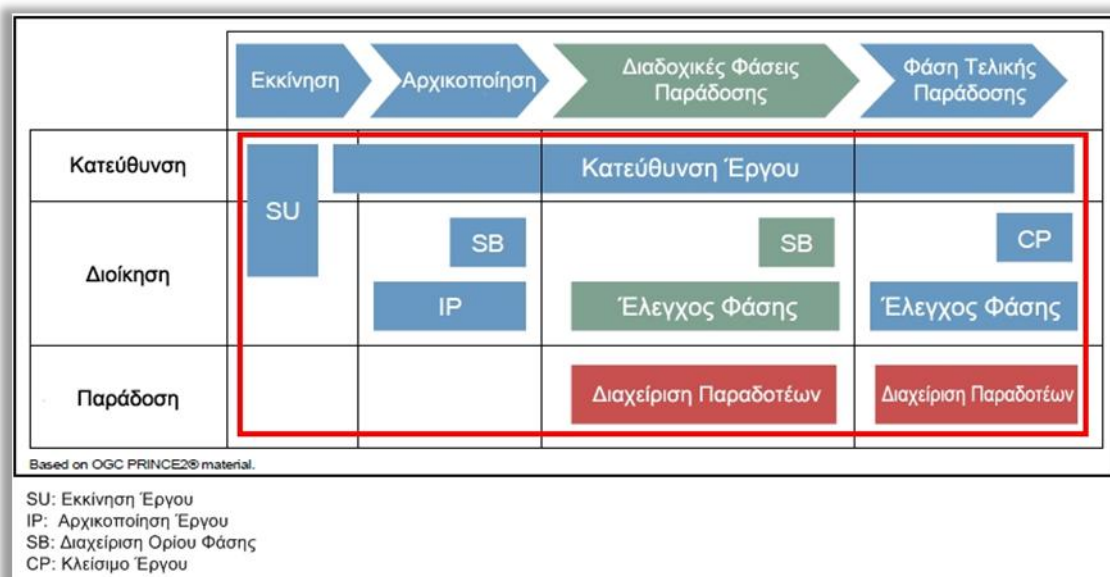 Εκκίνηση
Αρχικοποίηση
Διαδοχικές Φάσεις
Παράδοσης
Φάση Τελικής
Παράδοσης
Κατεύθυνση
SU
Κατεύθυνση Έργου
Διοίκηση
SB
SB
CP
IP
Έλεγχος Φάσης
Έλεγχος Φάσης
Παράδοση
Διαχείριση Παραδοτέων
Διαχείριση Παραδοτέων
Based on OGC PRINCE2® material.
SU: Εκκίνηση Έργου
IP: Αρχικοποίηση Έργου
SB: Διαχείριση Ορίου Φάσης
CP: Κλείσιμο Έργου